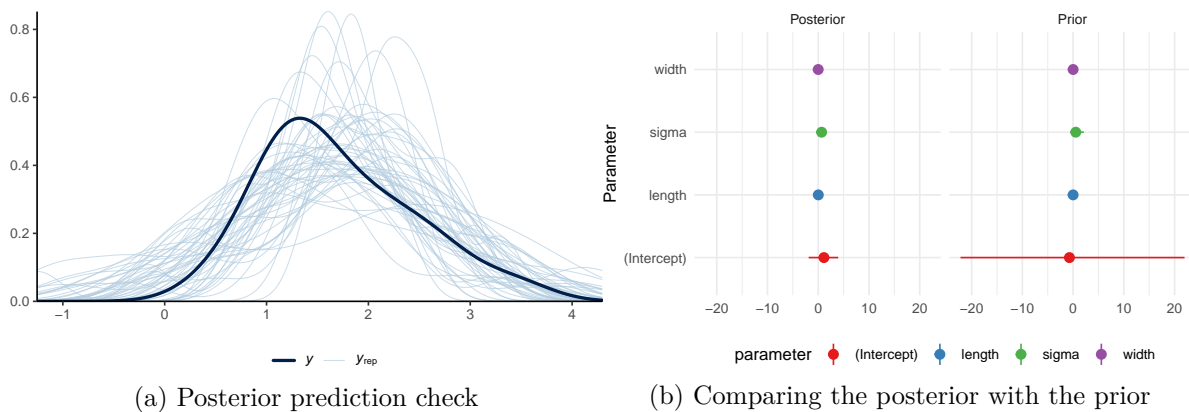 0.8
0.6
0.4
0.2
0.0
−1 0 1 2 3 4
y yrep
(a) Posterior prediction check
Posterior Prior
Parameter
width
sigma
length
(Intercept)
−20 −10 0 10 20 −20 −10 0 10 20
parameter (Intercept) length sigma width
(b) Comparing the posterior with the prior